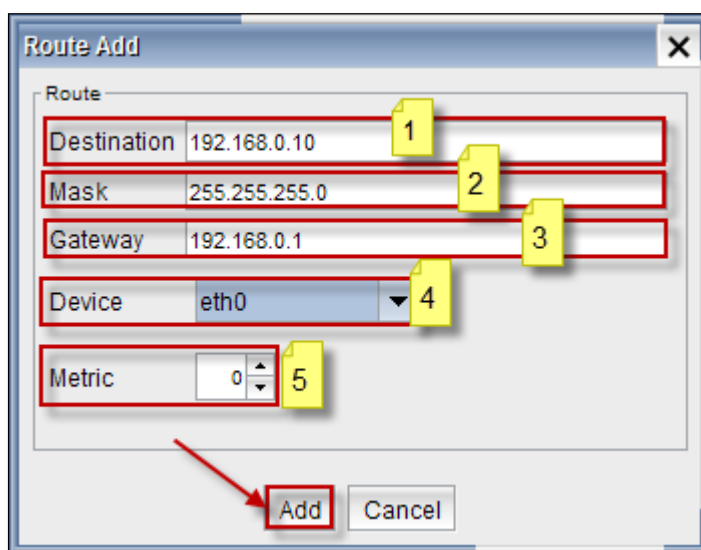 Route Add
Route
Destination 192.168.0.10 1
Mask 255.255.255.0 2
Gateway 192.168.0.1 3
Device eth0 4
Metric 0 5
Add Cancel